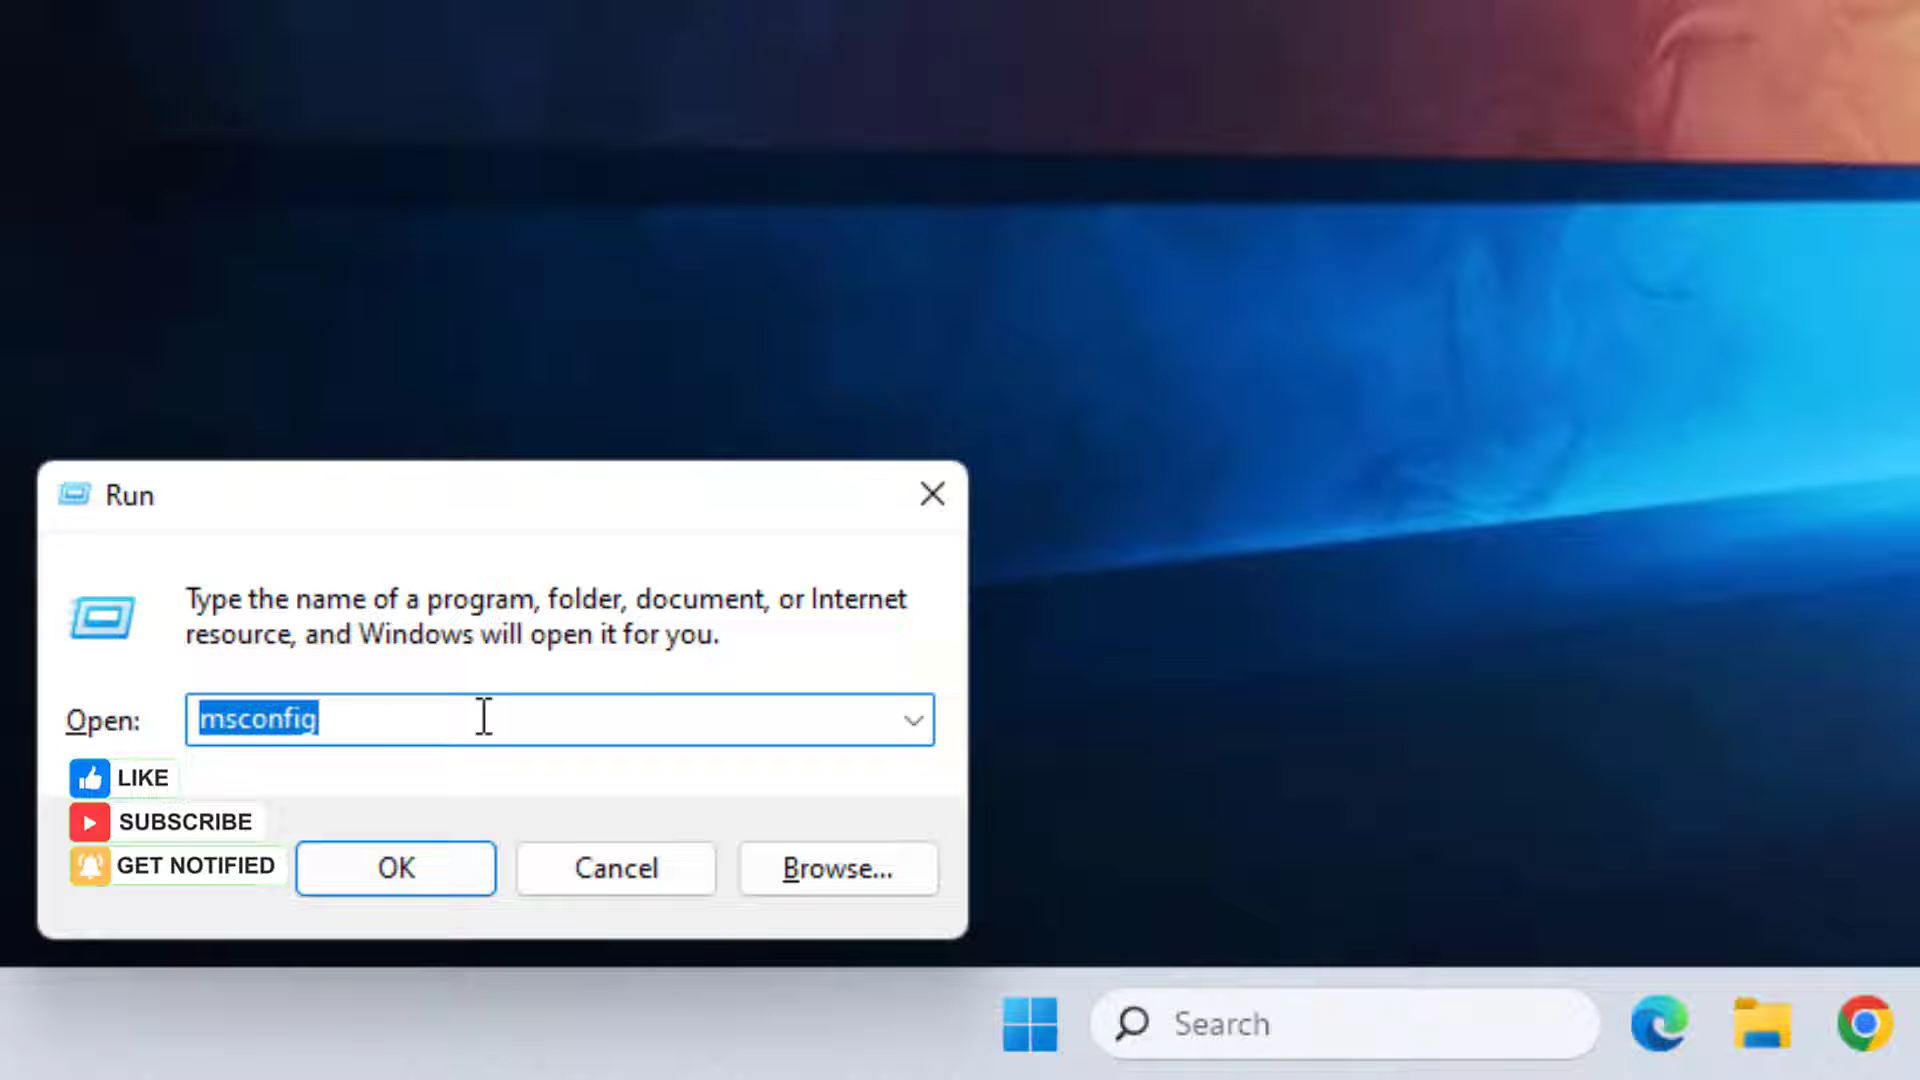 Run
Type the name of a program, folder, document, or Internet
resource, and Windows will open it for you.
Open:
msconfig
LIKE
SUBSCRIBE
GET NOTIFIED
OK
Cancel
Browse...
Search